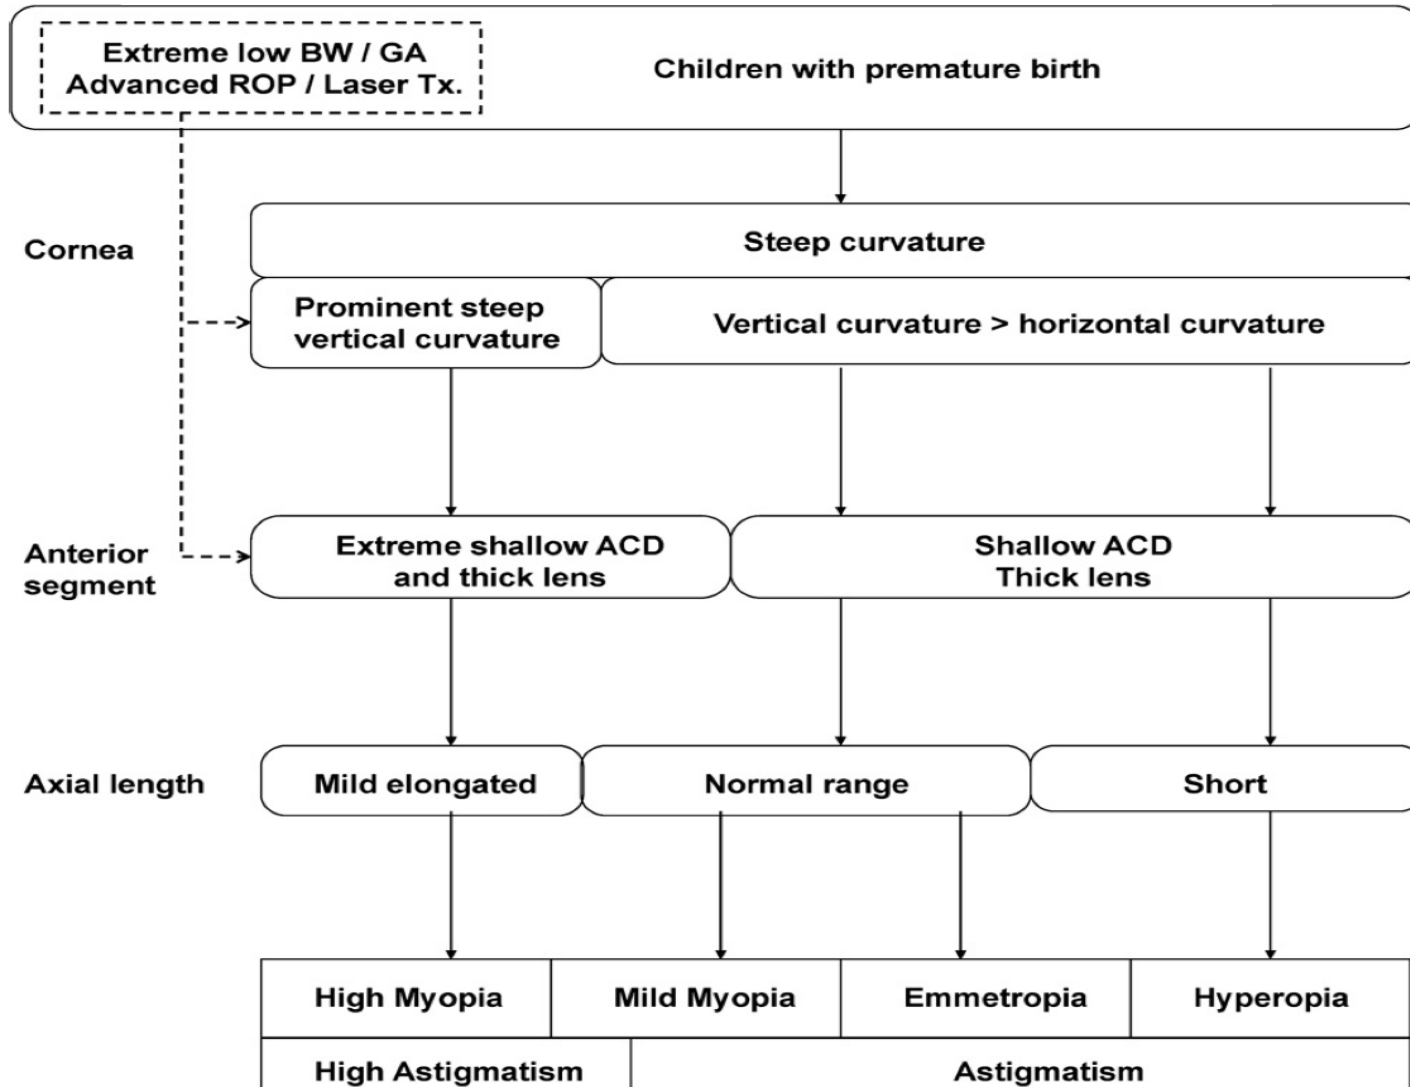 Extreme low BW / GA
Advanced ROP / Laser Tx.
Children with premature birth
Cornea
Steep curvature
Prominent steep
vertical curvature
Vertical curvature > horizontal curvature
Anterior
segment
Extreme shallow ACD
and thick lens
Shallow ACD
Thick lens
Axial length
Mild elongated
Normal range
Short
High Myopia
Mild Myopia
Emmetropia
Hyperopia
High Astigmatism
Astigmatism